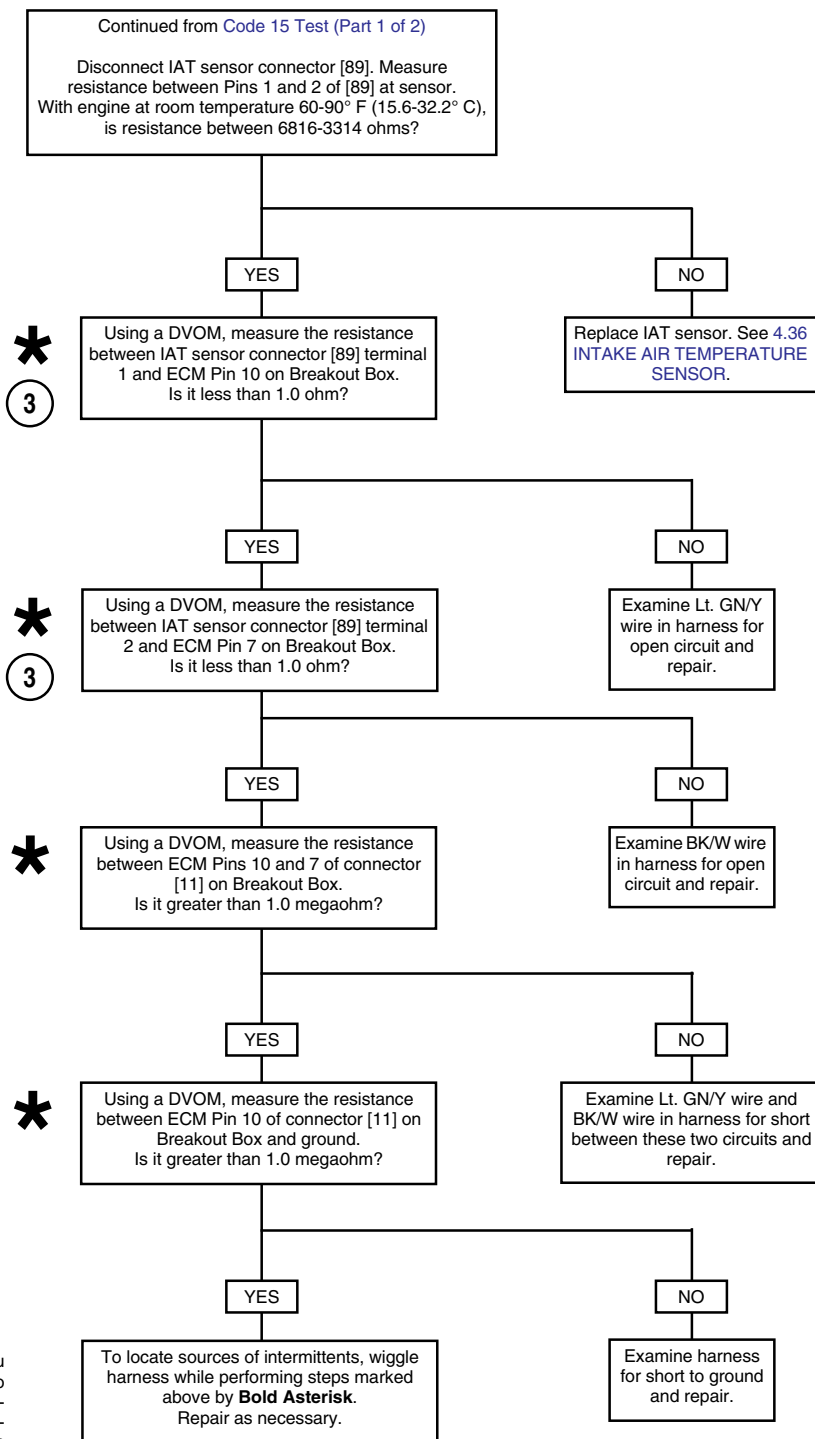 Continued from Code 15 Test (Part 1 of 2)
Disconnect IAT sensor connector [89]. Measure
resistance between Pins 1 and 2 of [89] at sensor.
With engine at room temperature 60-90° F (15.6-32.2° C),
is resistance between 6816-3314 ohms?
YES
NO
*
3
Using a DVOM, measure the resistance
between IAT sensor connector [89] terminal
1 and ECM Pin 10 on Breakout Box.
Is it less than 1.0 ohm?
Replace IAT sensor. See 4.36
INTAKE AIR TEMPERATURE
SENSOR.
YES
NO
*
3
Using a DVOM, measure the resistance
between IAT sensor connector [89] terminal
2 and ECM Pin 7 on Breakout Box.
Is it less than 1.0 ohm?
Examine Lt. GN/Y
wire in harness for
open circuit and
repair.
YES
NO
*
Using a DVOM, measure the resistance
between ECM Pins 10 and 7 of connector
[11] on Breakout Box.
Is it greater than 1.0 megaohm?
Examine BK/W wire
in harness for open
circuit and repair.
YES
NO
*
Using a DVOM, measure the resistance
between ECM Pin 10 of connector [11] on
Breakout Box and ground.
Is it greater than 1.0 megaohm?
Examine Lt. GN/Y wire and
BK/W wire in harness for short
between these two circuits and
repair.
YES
NO
To locate sources of intermittents, wiggle
harness while performing steps marked
above by Bold Asterisk.
Repair as necessary.
Examine harness
for short to ground
and repair.